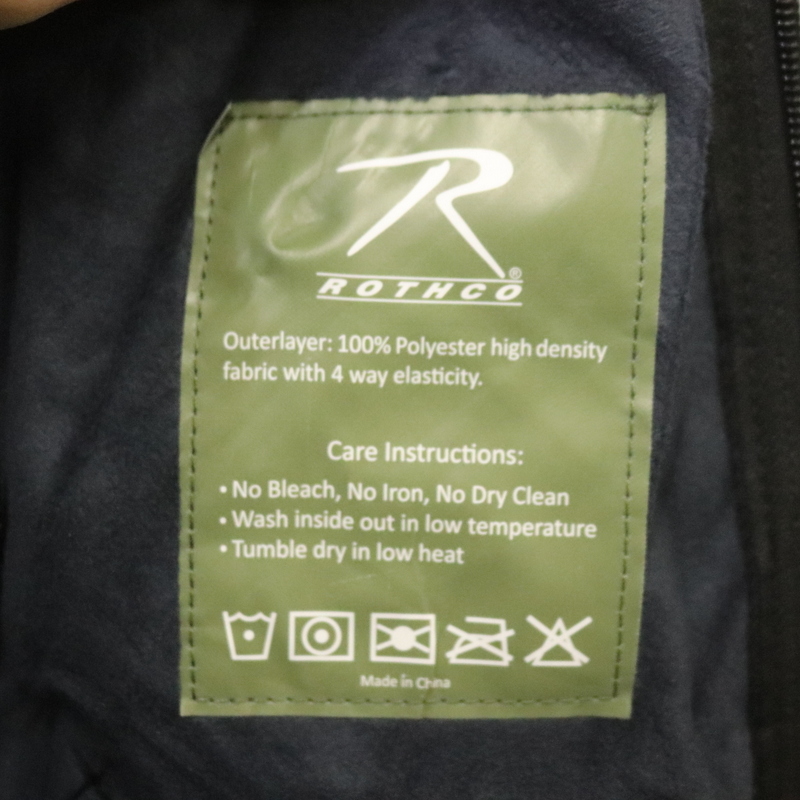 R®
ROTHCO
Outerlayer: 100% Polyester high density
fabric with 4 way elasticity.
Care Instructions:
• No Bleach, No Iron, No Dry Clean
• Wash inside out in low temperature
• Tumble dry in low heat
Made in China